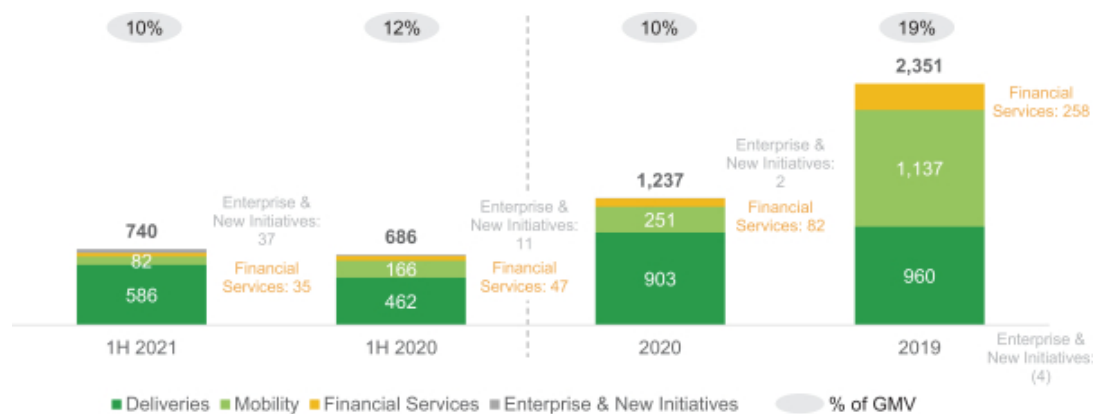 10%
12%
10%
19%
2,351
Financial
Services: 258
1,137
960
Enterprise &
New Initiatives:
2
1,237
Financial
Services: 82
251
903
Enterprise &
New Initiatives:
11
686
Financial
Services: 47
166
462
Enterprise &
New Initiatives:
37
740
Financial
Services: 35
82
586
1H 2021
1H 2020
2020
2019
Enterprise &
New Initiatives:
(4)
Deliveries Mobility Financial Services Enterprise & New Initiatives % of GMV